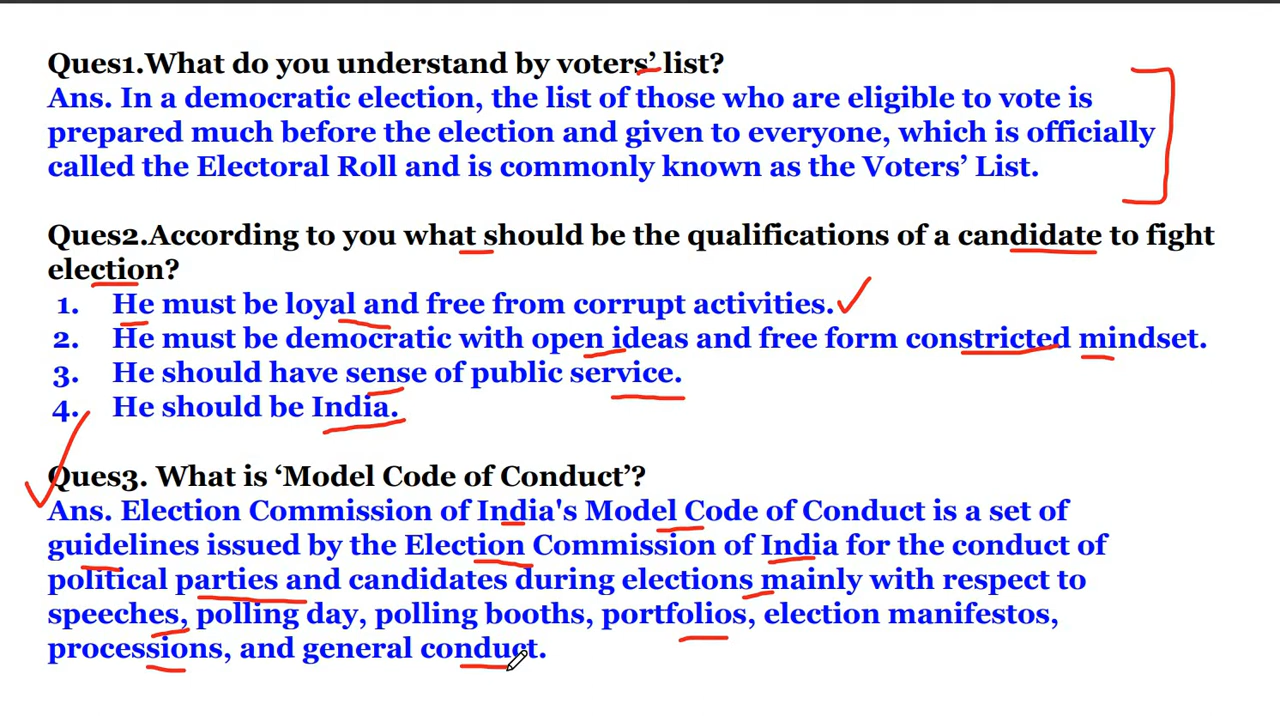 Ques1.What do you understand by voters’ list?
Ans. In a democratic election, the list of those who are eligible to vote is
prepared much before the election and given to everyone, which is officially
called the Electoral Roll and is commonly known as the Voters’ List.
Ques2.According to you what should be the qualifications of a candidate to fight
election?
1. He must be loyal and free from corrupt activities.
2. He must be democratic with open ideas and free form constricted mindset.
3. He should have sense of public service.
4. He should be India.
Ques3. What is ‘Model Code of Conduct’?
Ans. Election Commission of India's Model Code of Conduct is a set of
guidelines issued by the Election Commission of India for the conduct of
political parties and candidates during elections mainly with respect to
speeches, polling day, polling booths, portfolios, election manifestos,
processions, and general conduct.